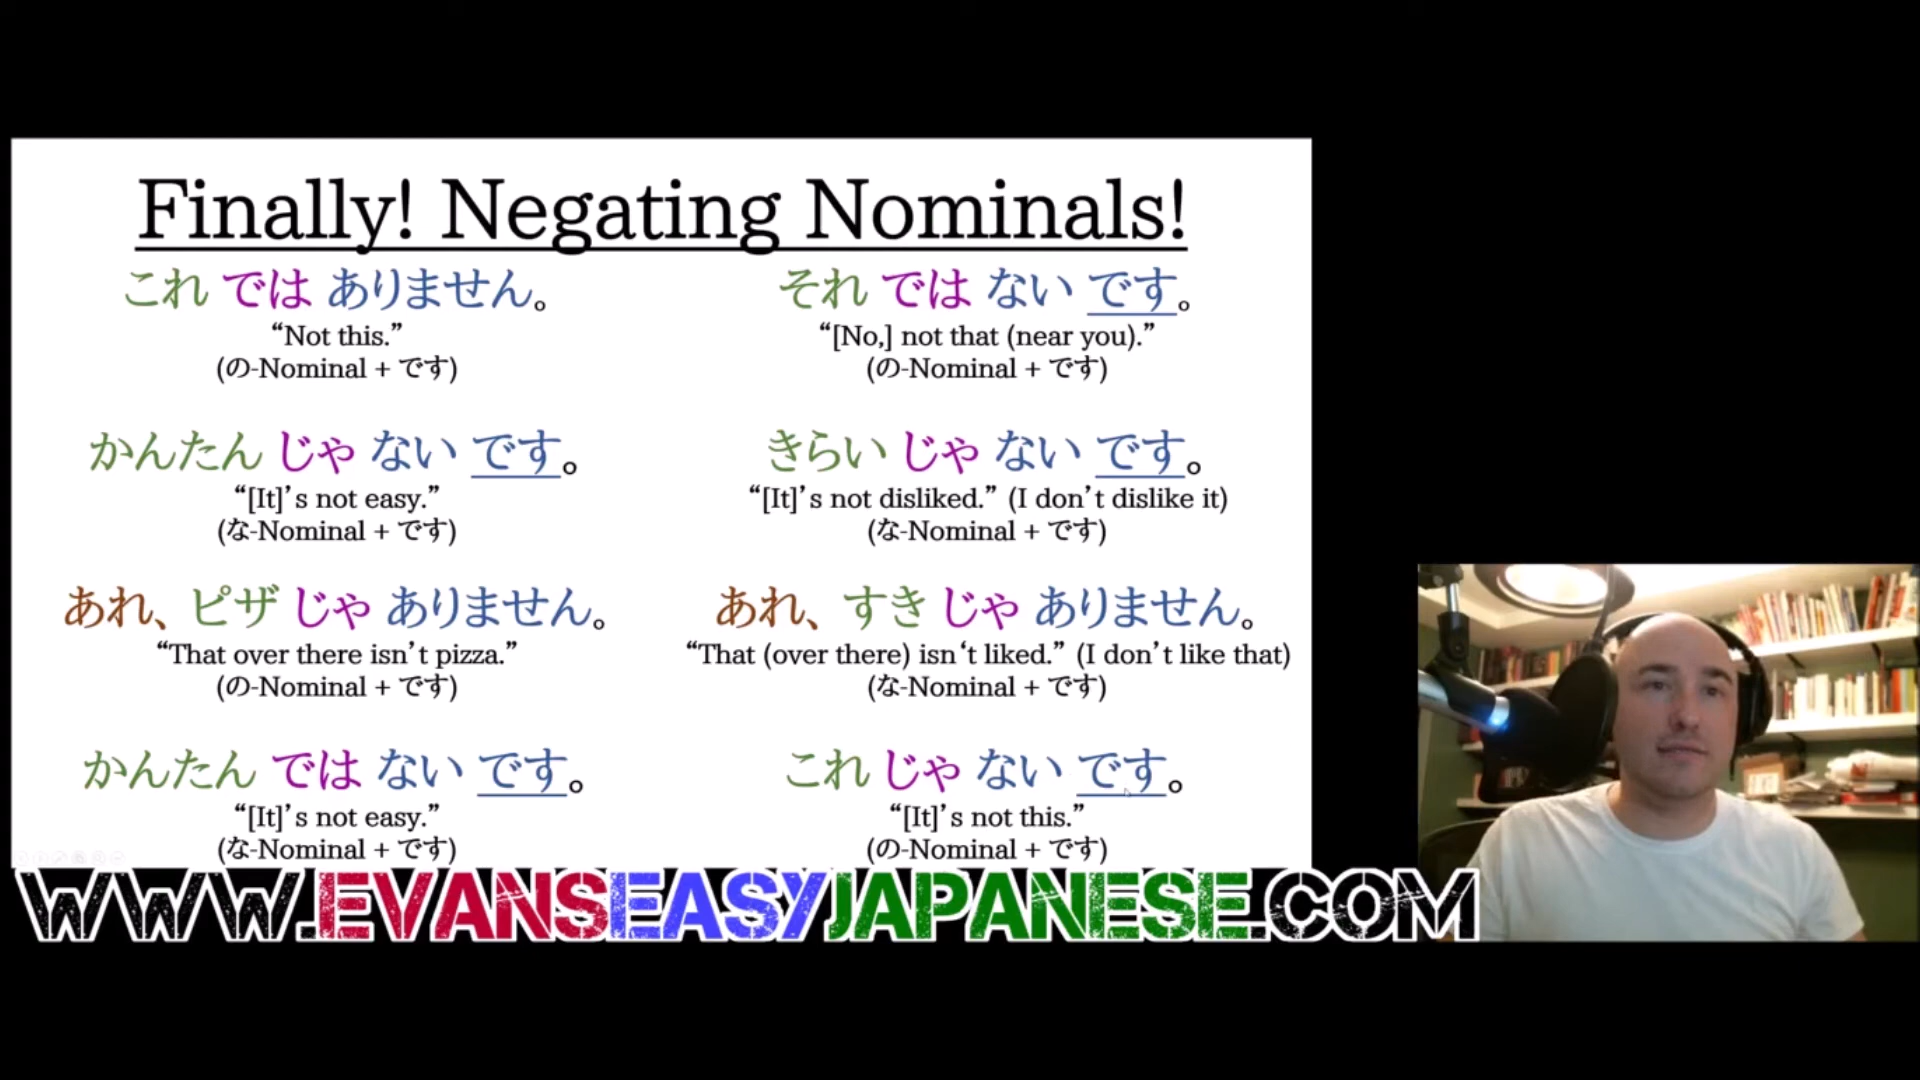 Finally! Negating Nominals!
これ では ありません。
“Not this.”
(の-Nominal + です)
それ では ない です。
“[No,] not that (near you).”
(の-Nominal + です)
かんたん じゃ ない です。
“[It]’s not easy.”
(な-Nominal + です)
きらい じゃ ない です。
“[It]’s not disliked.” (I don’t dislike it)
(な-Nominal + です)
あれ、ピザ じゃ ありません。
“That over there isn’t pizza.”
(の-Nominal + です)
あれ、すき じゃ ありません。
“That (over there) isn‘t liked.” (I don’t like that)
(な-Nominal + です)
かんたん では ない です。
“[It]’s not easy.”
(な-Nominal + です)
これ じゃ ない です。
“[It]’s not this.”
(の-Nominal + です)
WWW.EVANSEASYJAPANESE.COM